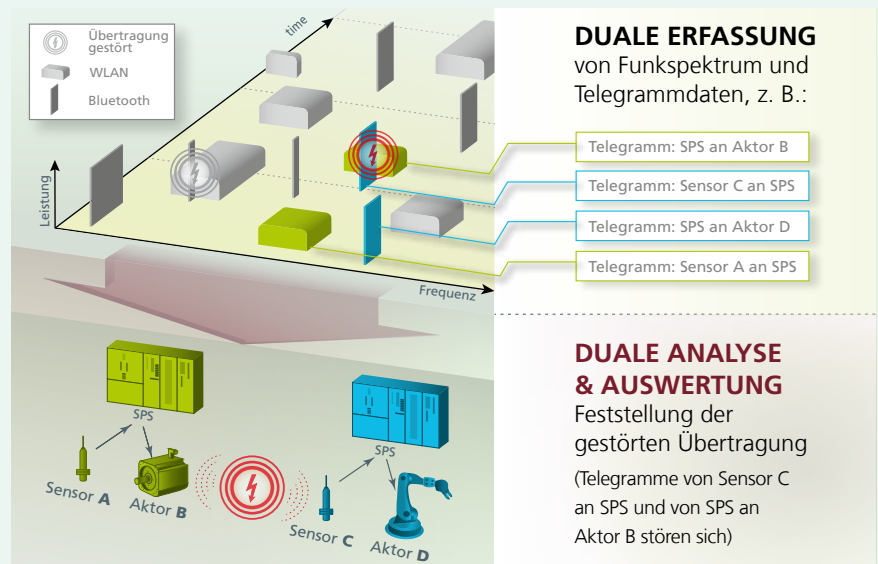 Übertragung
gestört
WLAN
Bluetooth
time
Leistung
Frequenz
DUALE ERFASSUNG
von Funkspektrum und
Telegrammdaten, z. B.:
Telegramm: SPS an Aktor B
Telegramm: Sensor C an SPS
Telegramm: SPS an Aktor D
Telegramm: Sensor A an SPS
SPS
Sensor A
Aktor B
SPS
Sensor C
Aktor D
DUALE ANALYSE
& AUSWERTUNG
Feststellung der
gestörten Übertragung
(Telegramme von Sensor C
an SPS und von SPS an
Aktor B stören sich)